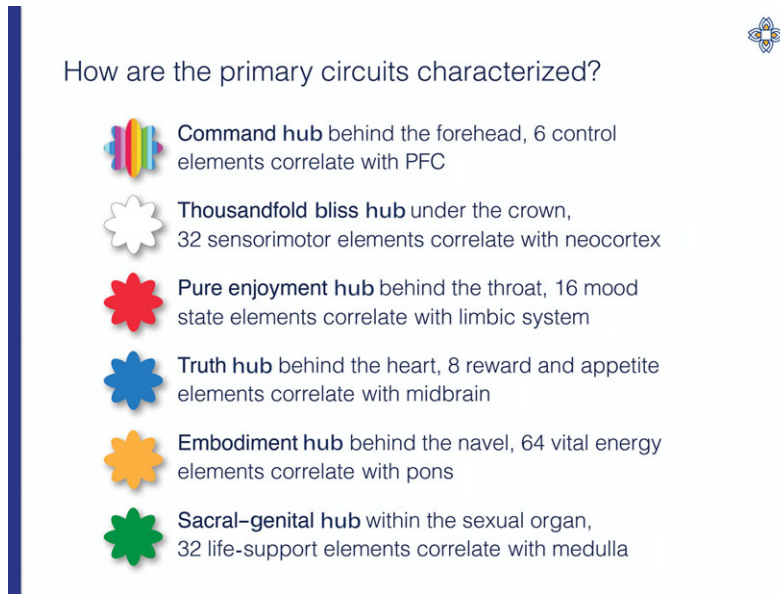 How are the primary circuits characterized?
Command hub behind the forehead, 6 control
elements correlate with PFC
Thousandfold bliss hub under the crown,
32 sensorimotor elements correlate with neocortex
Pure enjoyment hub behind the throat, 16 mood
state elements correlate with limbic system
Truth hub behind the heart, 8 reward and appetite
elements correlate with midbrain
Embodiment hub behind the navel, 64 vital energy
elements correlate with pons
Sacral–genital hub within the sexual organ,
32 life-support elements correlate with medulla